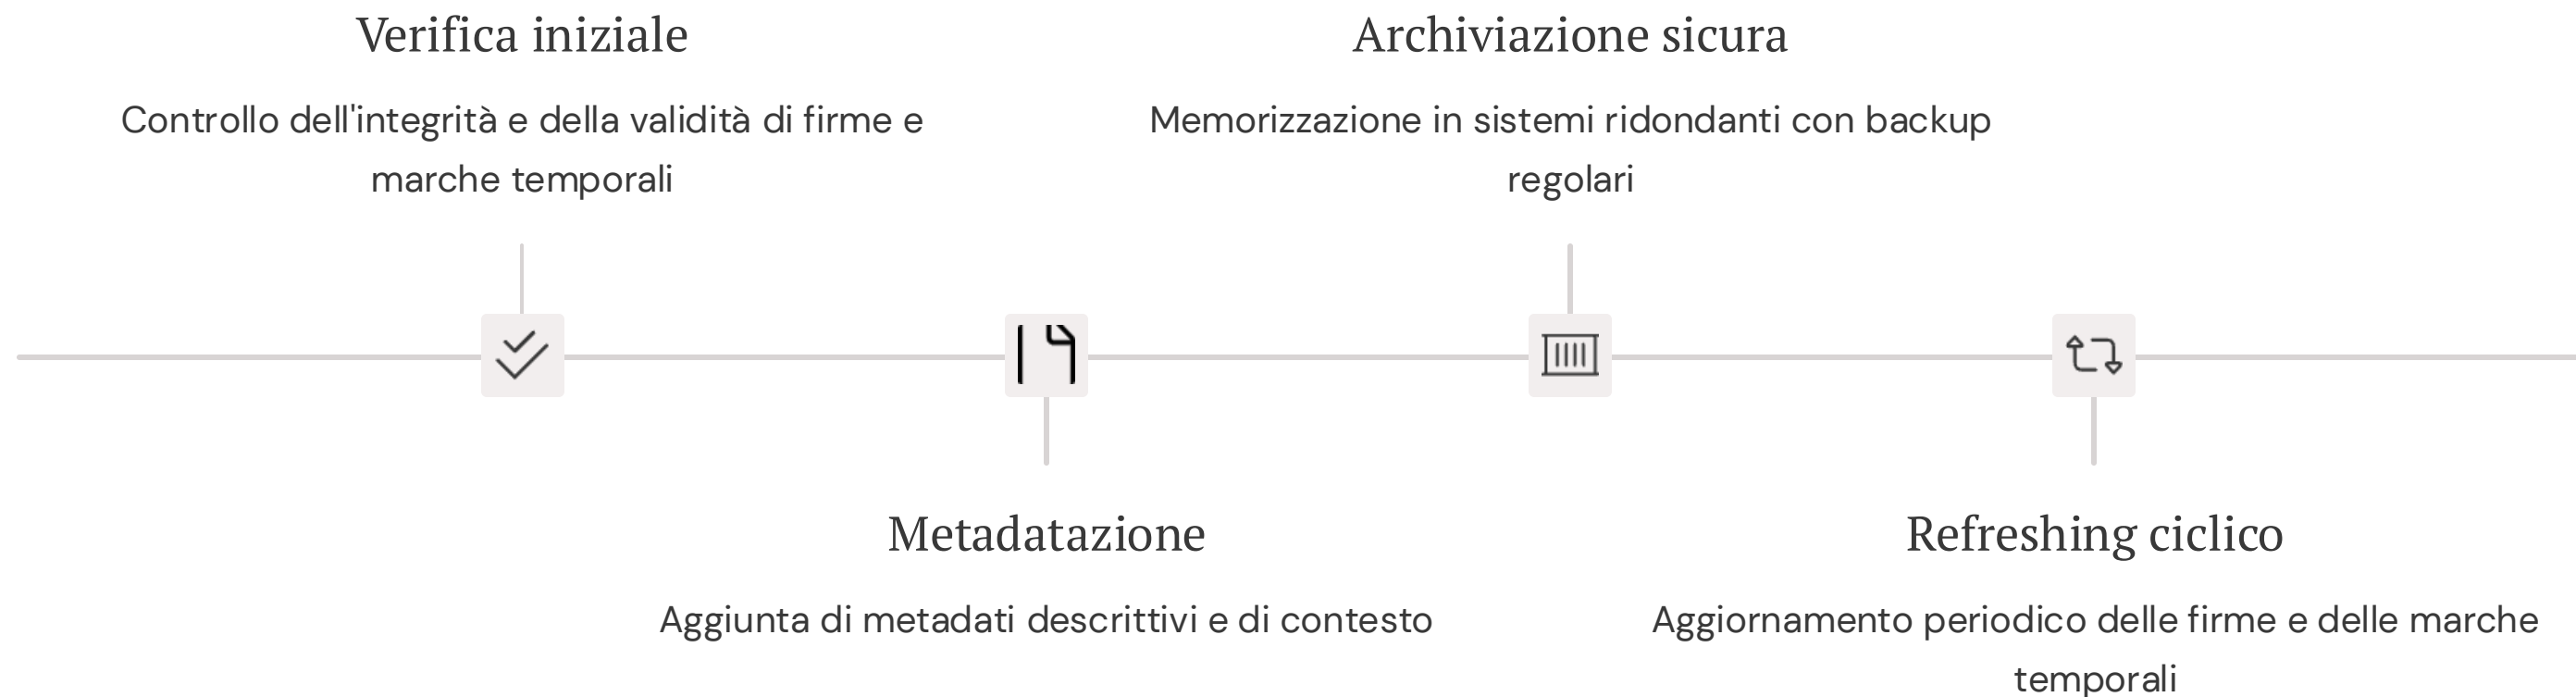 Verifica iniziale
Controllo dell'integrità e della validità di firme e
marche temporali
Metadatazione
Aggiunta di metadati descrittivi e di contesto
Archiviazione sicura
Memorizzazione in sistemi ridondanti con backup
regolari
Refreshing ciclico
Aggiornamento periodico delle firme e delle marche
temporali